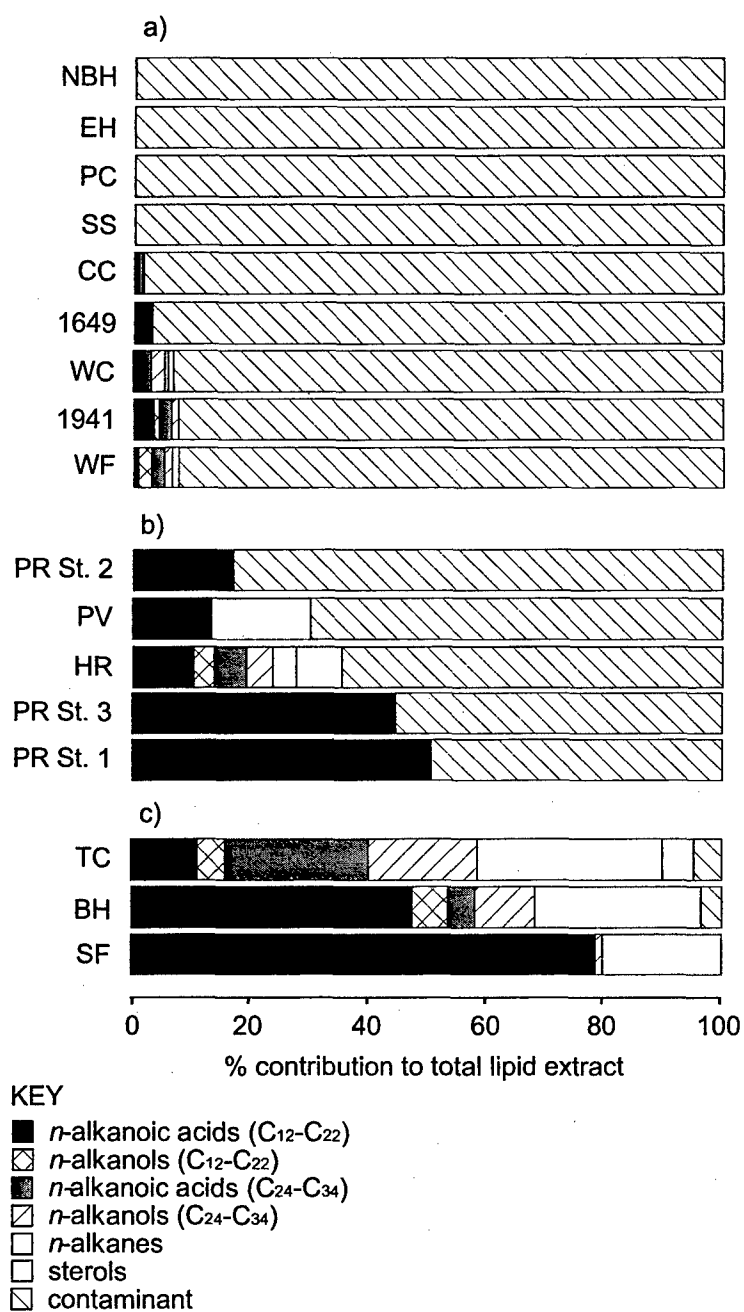 a)
NBH
EH
PC
SS
CC
1649
WC
1941
WF
b)
PR St. 2
PV
HR
PR St. 3
PR St. 1
c)
TC
BH
SF
0 20 40 60 80 100
% contribution to total lipid extract
KEY
n-alkanoic acids (C12-C22)
n-alkanols (C12-C22)
n-alkanoic acids (C24-C34)
n-alkanols (C24-C34)
n-alkanes
sterols
contaminant